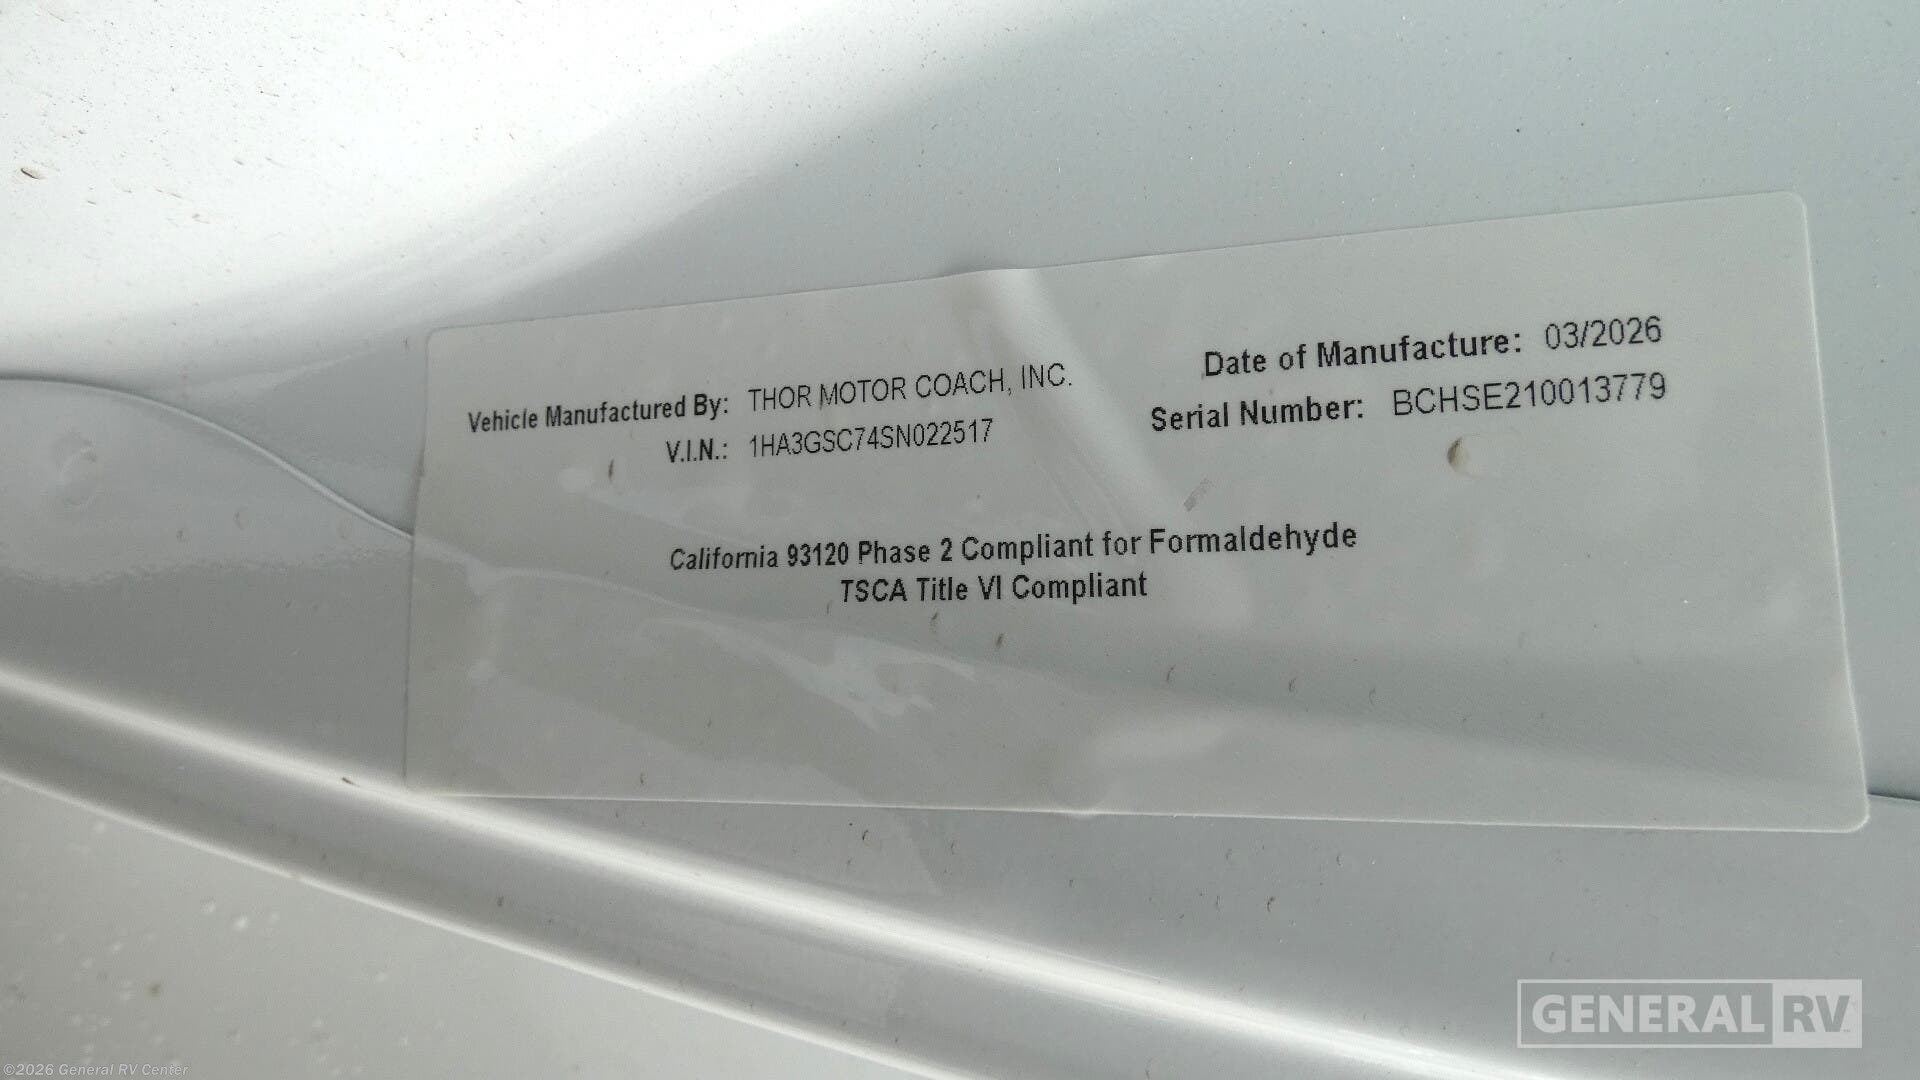 Vehicle Manufactured By: THOR MOTOR COACH, INC.
V.I.N.: 1HA3GSC74SN022517
Date of Manufacture: 03/2026
Serial Number: BCHSE210013779
California 93120 Phase 2 Compliant for Formaldehyde
TSCA Title VI Compliant
GENERAL RV
©2026 General RV Center